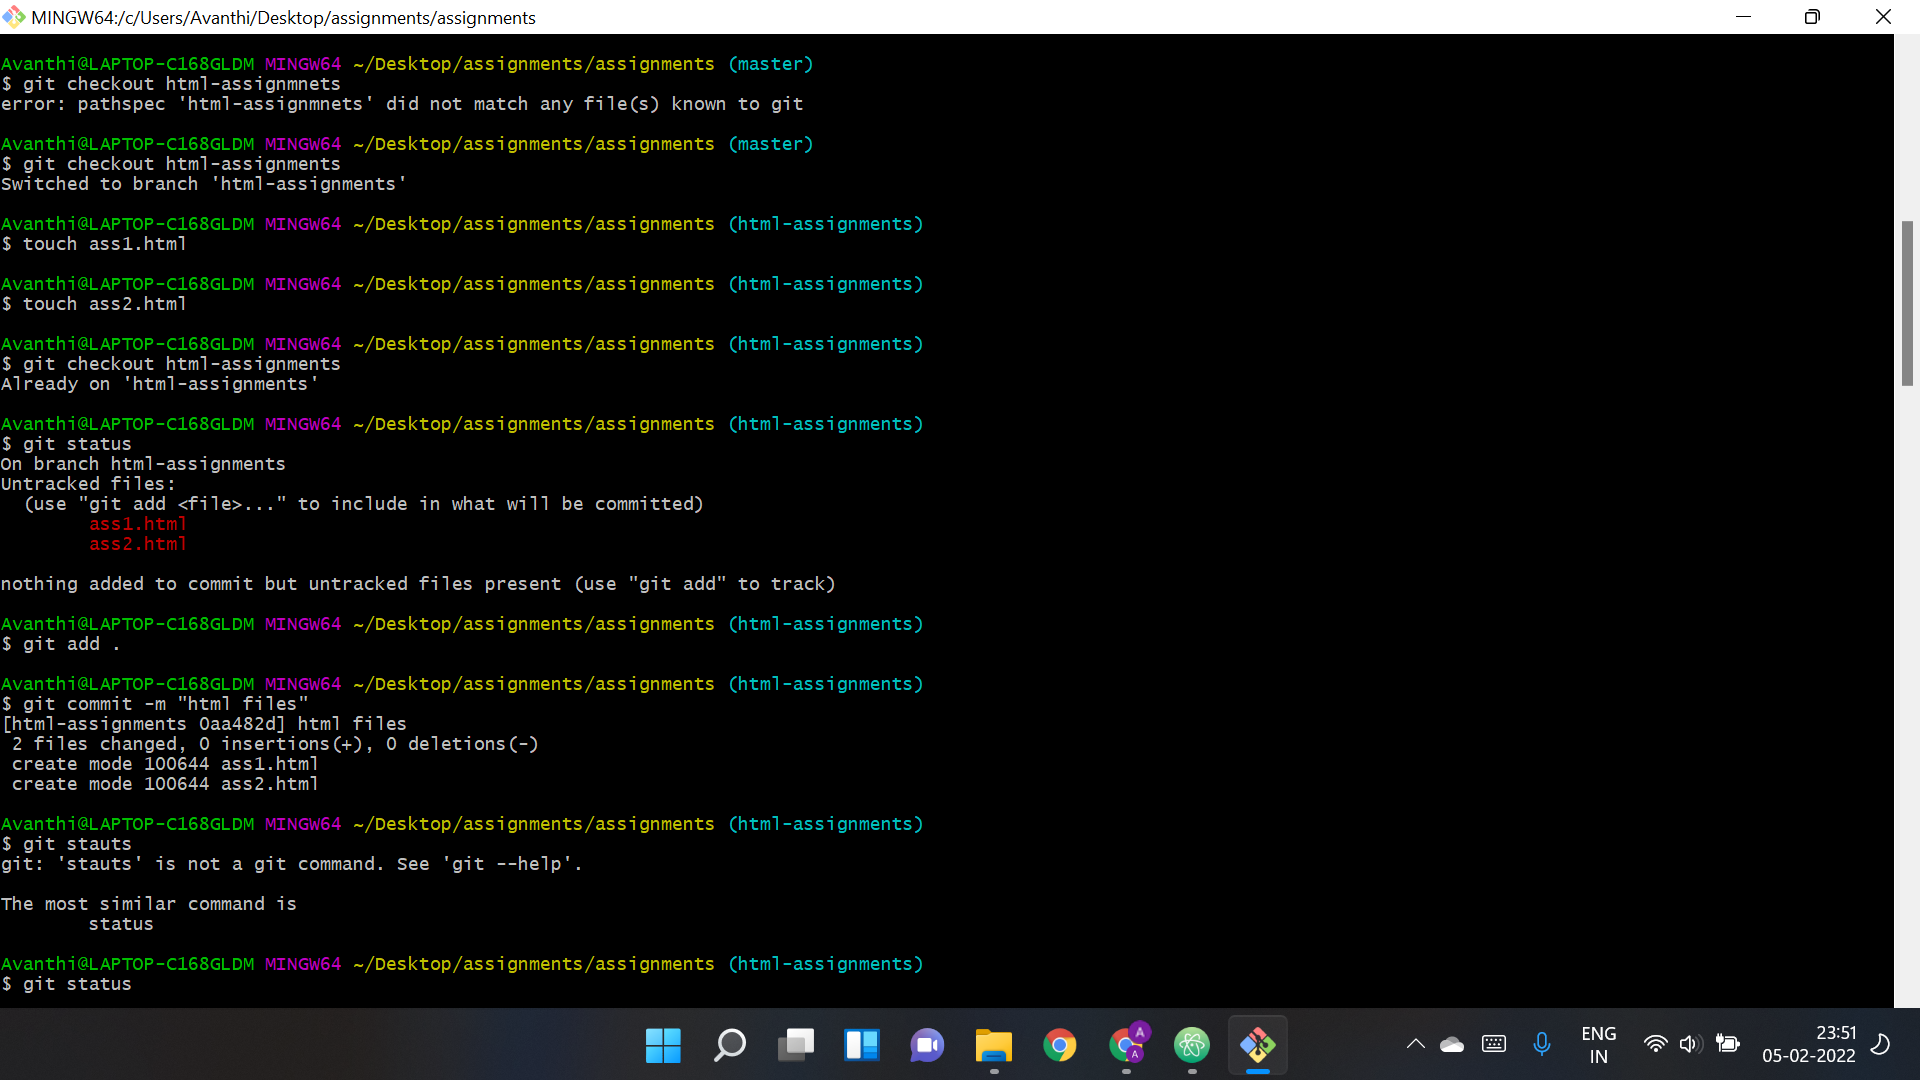 MINGW64:/c/Users/Avanthi/Desktop/assignments/assignments
Avanthi@LAPTOP-C168GLDM MINGW64 ~/Desktop/assignments/assignments (master)
$ git checkout html-assignmnets
error: pathspec 'html-assignmnets' did not match any file(s) known to git
Avanthi@LAPTOP-C168GLDM MINGW64 ~/Desktop/assignments/assignments (master)
$ git checkout html-assignments
Switched to branch 'html-assignments'
Avanthi@LAPTOP-C168GLDM MINGW64 ~/Desktop/assignments/assignments (html-assignments)
$ touch ass1.html
Avanthi@LAPTOP-C168GLDM MINGW64 ~/Desktop/assignments/assignments (html-assignments)
$ touch ass2.html
Avanthi@LAPTOP-C168GLDM MINGW64 ~/Desktop/assignments/assignments (html-assignments)
$ git checkout html-assignments
Already on 'html-assignments'
Avanthi@LAPTOP-C168GLDM MINGW64 ~/Desktop/assignments/assignments (html-assignments)
$ git status
On branch html-assignments
Untracked files:
  (use "git add <file>..." to include in what will be committed)
        ass1.html
        ass2.html
nothing added to commit but untracked files present (use "git add" to track)
Avanthi@LAPTOP-C168GLDM MINGW64 ~/Desktop/assignments/assignments (html-assignments)
$ git add .
Avanthi@LAPTOP-C168GLDM MINGW64 ~/Desktop/assignments/assignments (html-assignments)
$ git commit -m "html files"
[html-assignments 0aa482d] html files
 2 files changed, 0 insertions(+), 0 deletions(-)
 create mode 100644 ass1.html
 create mode 100644 ass2.html
Avanthi@LAPTOP-C168GLDM MINGW64 ~/Desktop/assignments/assignments (html-assignments)
$ git stauts
git: 'stauts' is not a git command. See 'git --help'.
The most similar command is
        status
Avanthi@LAPTOP-C168GLDM MINGW64 ~/Desktop/assignments/assignments (html-assignments)
$ git status
A
A
ENG
IN
23:51
05-02-2022